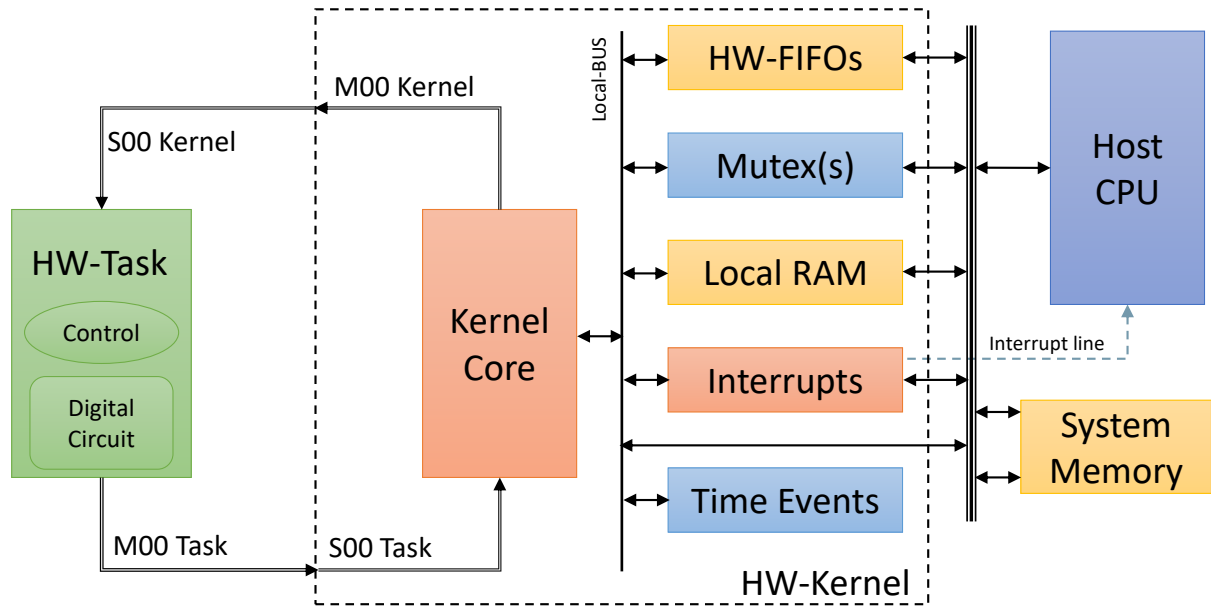 M00 Kernel
S00 Kernel
HW-Task
Control
Digital
Circuit
M00 Task
S00 Task
Kernel
Core
Local-BUS
HW-FIFOs
Mutex(s)
Local RAM
Interrupts
Time Events
HW-Kernel
Host
CPU
Interrupt line
System
Memory